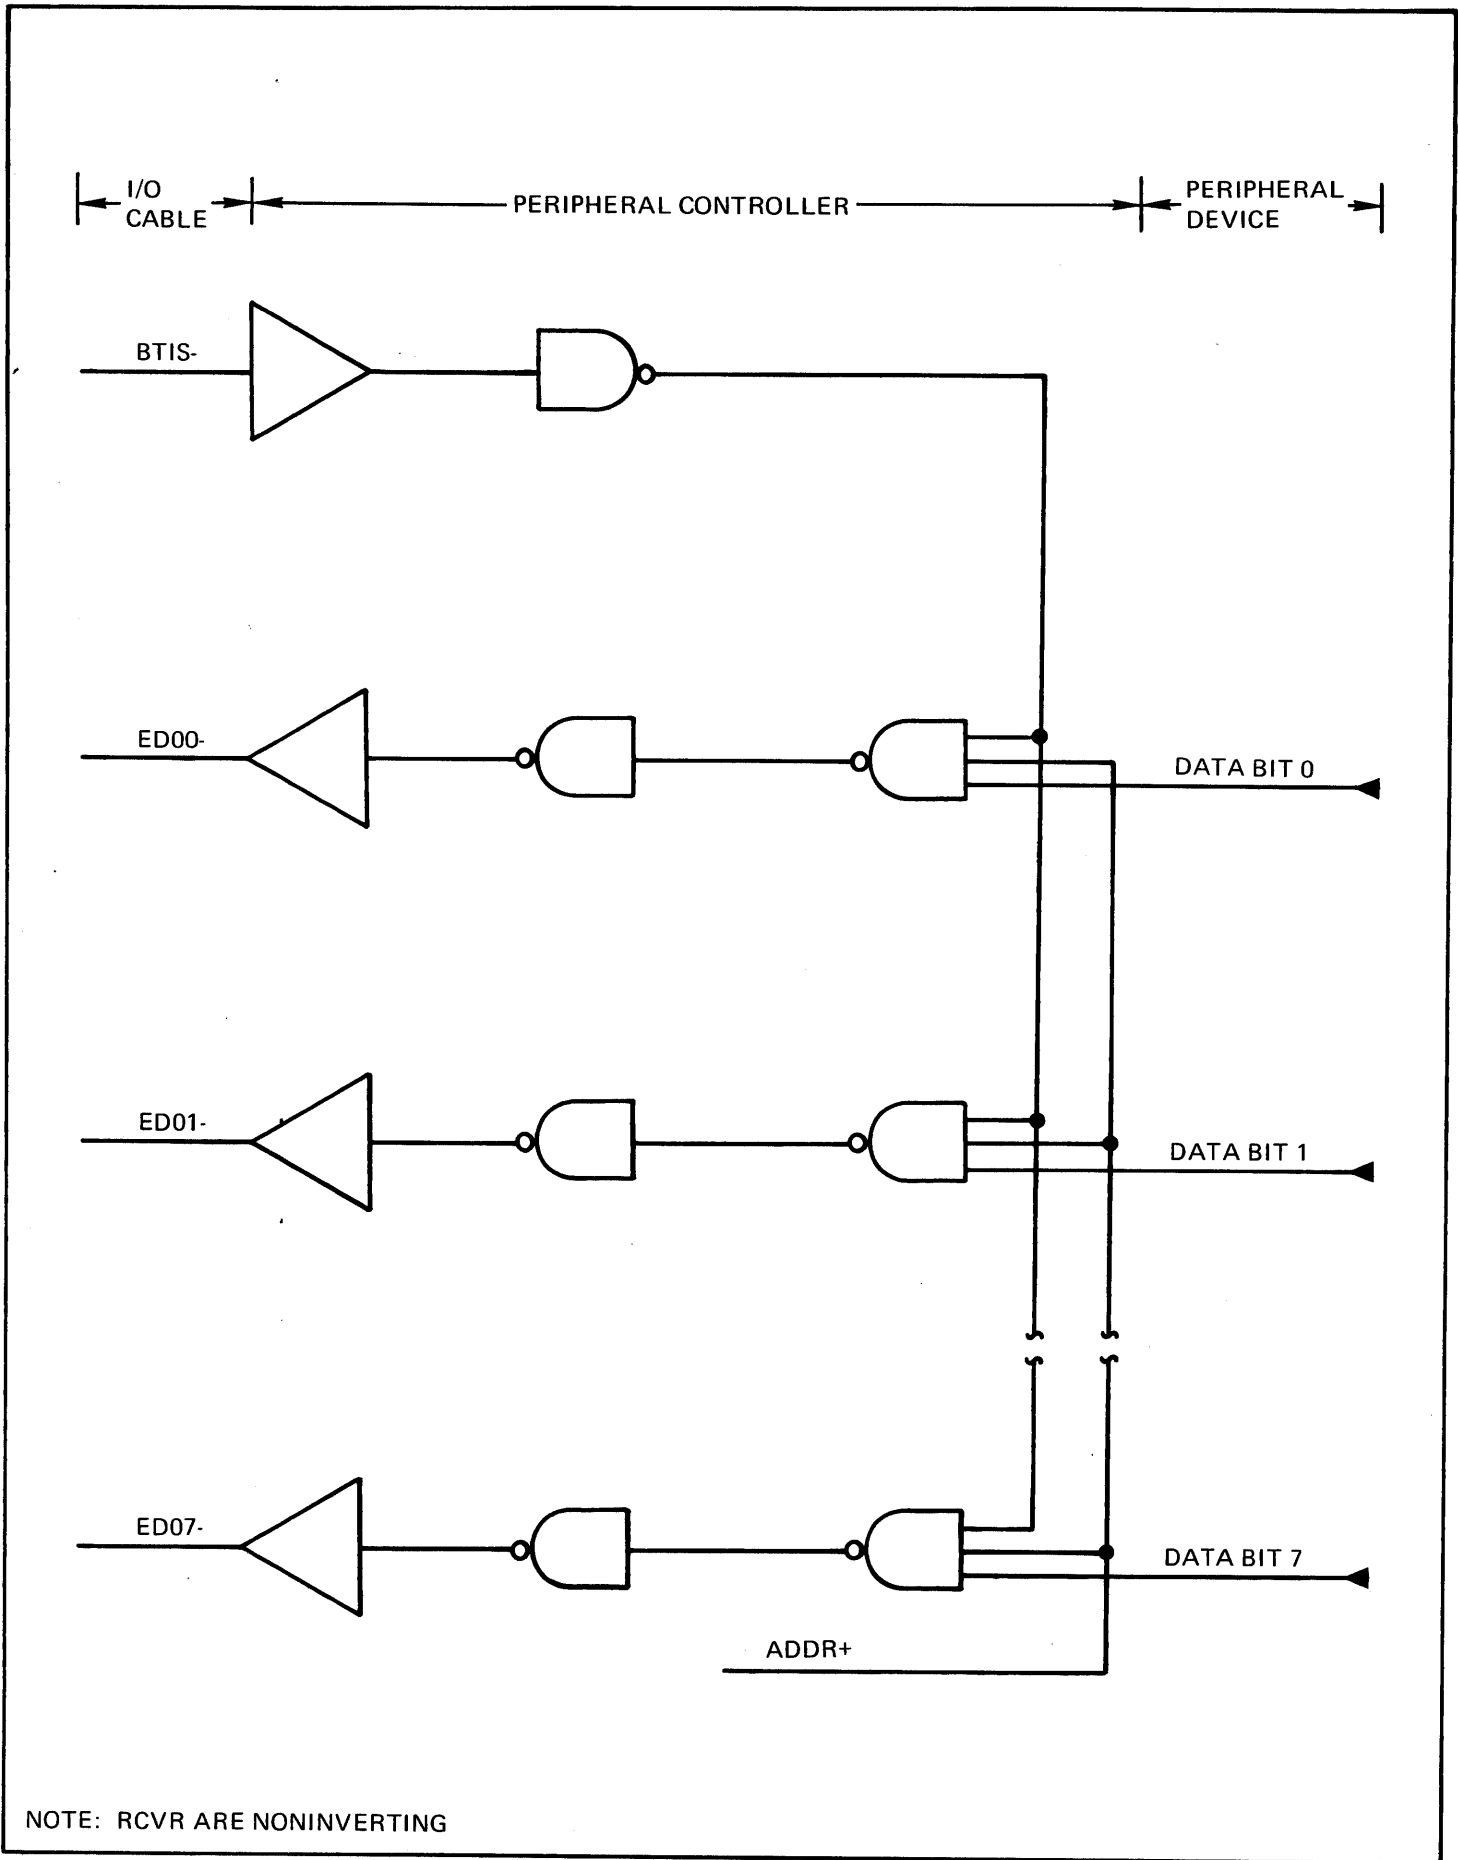 I/O
CABLE
PERIPHERAL CONTROLLER
PERIPHERAL
DEVICE
BTIS-
ED00-
DATA BIT 0
ED01-
DATA BIT 1
ED07-
DATA BIT 7
ADDR+
NOTE: RCVR ARE NONINVERTING